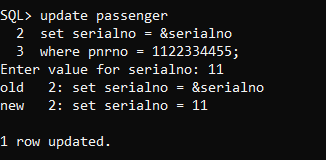 SQL> update passenger
  2  set serialno = &serialno
  3  where pnrno = 1122334455;
Enter value for serialno: 11
old   2: set serialno = &serialno
new   2: set serialno = 11
1 row updated.